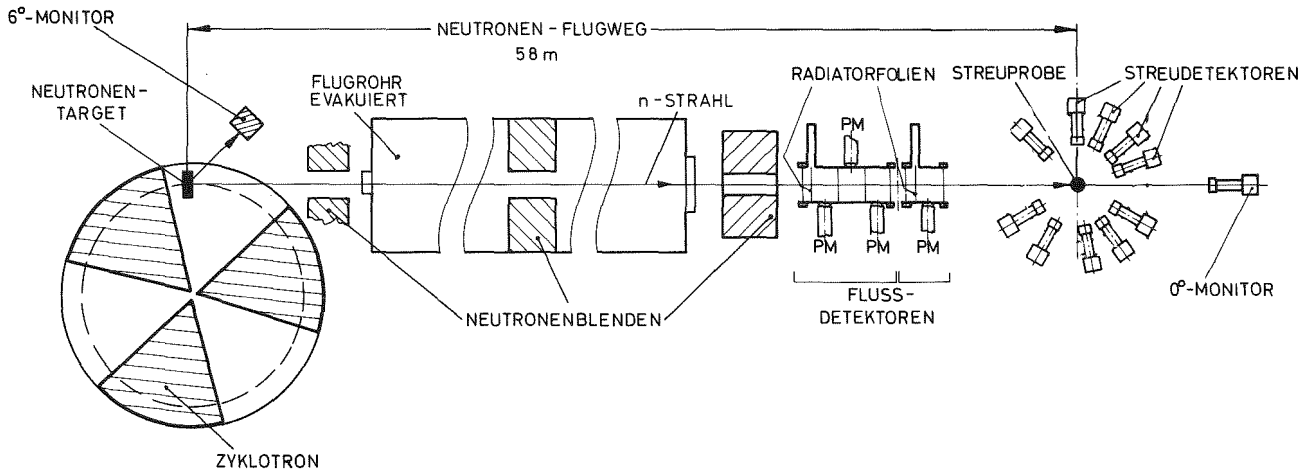 6°-MONITOR
NEUTRONEN-FLUGWEG
58 m
NEUTRONEN-
TARGET
FLUGROHR
EVAKUIERT
n-STRAHL
RADIATORFOLIEN
STREUPROBE
STREUDETEKTOREN
PM
PM
PM
PM
FLUSS-
DETEKTOREN
0°-MONITOR
NEUTRONENBLENDEN
ZYKLOTRON